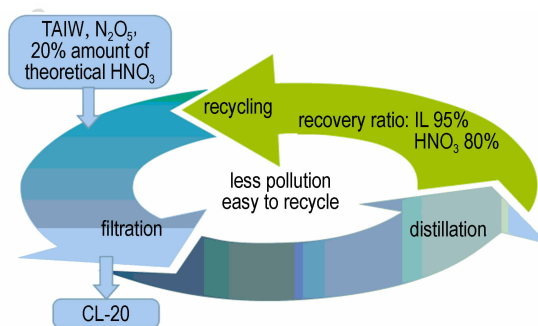 TAIW, N₂O₅,
20% amount of
theoretical HNO₃
recycling
recovery ratio: IL 95%
HNO₃ 80%
less pollution
easy to recycle
filtration
distillation
CL-20